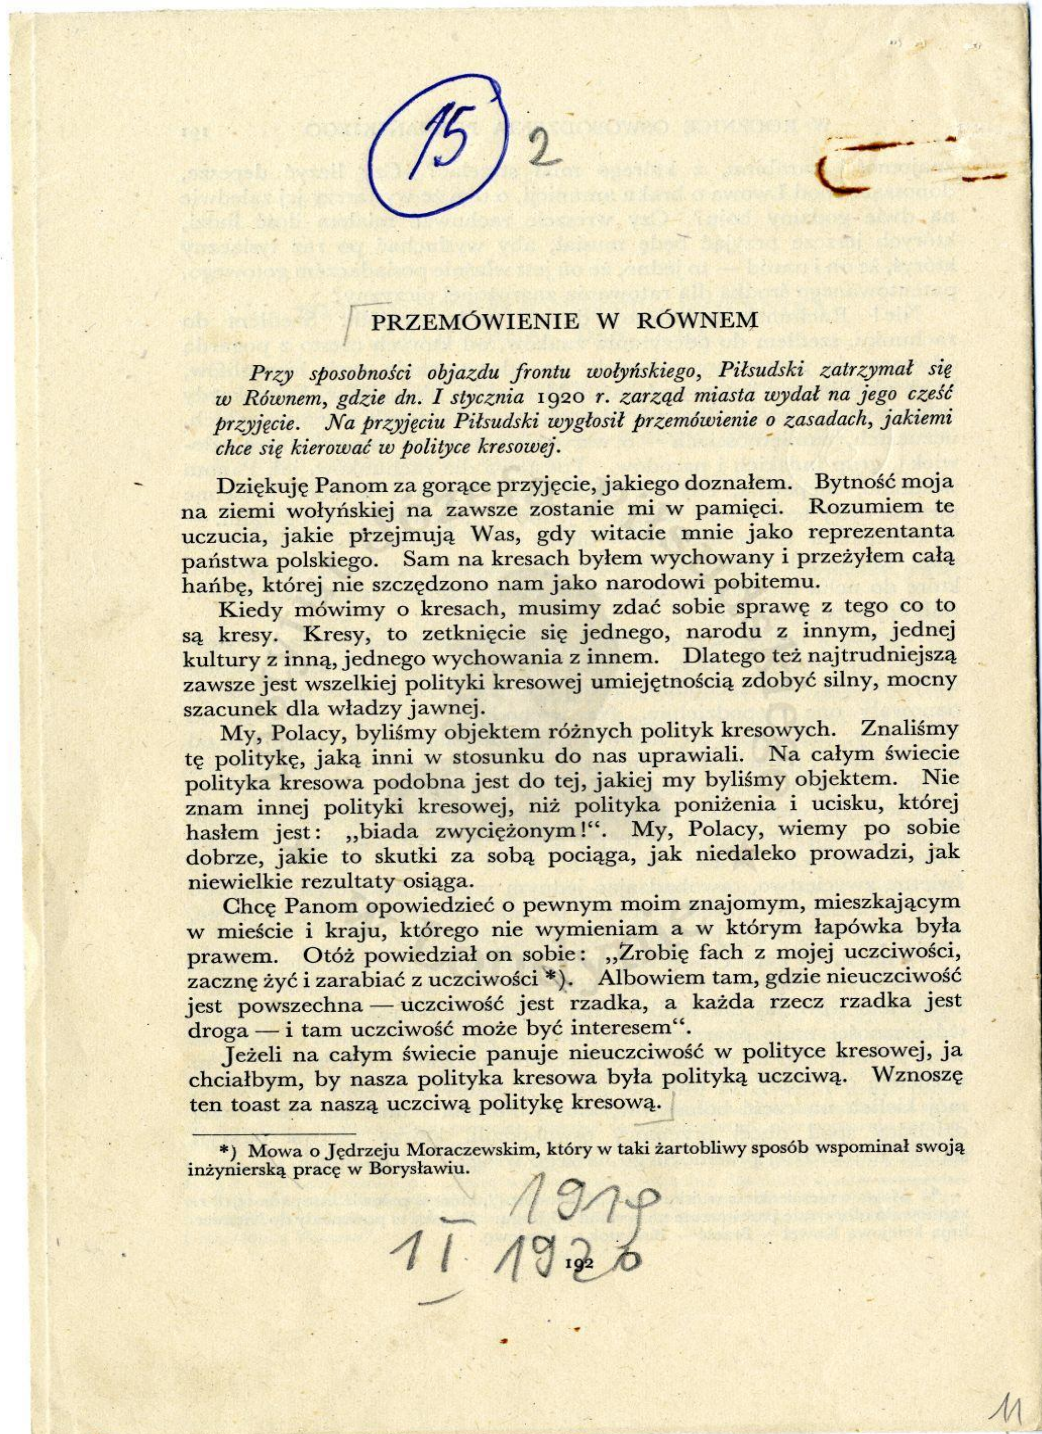 15
2
PRZEMÓWIENIE W RÓWNEM
Przy sposobności objazdu frontu wołyńskiego, Piłsudski zatrzymał się
w Równem, gdzie dn. I stycznia 1920 r. zarząd miasta wydał na jego cześć
przyjęcie. Na przyjęciu Piłsudski wygłosił przemówienie o zasadach, jakiemi
chce się kierować w polityce kresowej.
Dziękuję Panom za gorące przyjęcie, jakiego doznałem. Bytność moja
na ziemi wołyńskiej na zawsze zostanie mi w pamięci. Rozumiem te
uczucia, jakie przejmują Was, gdy witacie mnie jako reprezentanta
państwa polskiego. Sam na kresach byłem wychowany i przeżyłem całą
hańbę, której nie szczędzono nam jako narodowi pobitemu.
Kiedy mówimy o kresach, musimy zdać sobie sprawę z tego co to
są kresy. Kresy, to zetknięcie się jednego, narodu z innym, jednej
kultury z inną, jednego wychowania z innem. Dlatego też najtrudniejszą
zawsze jest wszelkiej polityki kresowej umiejętnością zdobyć silny, mocny
szacunek dla władzy jawnej.
My, Polacy, byliśmy objektem różnych polityk kresowych. Znaliśmy
tę politykę, jaką inni w stosunku do nas uprawiali. Na całym świecie
polityka kresowa podobna jest do tej, jakiej my byliśmy objektem. Nie
znam innej polityki kresowej, niż polityka poniżenia i ucisku, której
hasłem jest: „biada zwyciężonym!“. My, Polacy, wiemy po sobie
dobrze, jakie to skutki za sobą pociąga, jak niedaleko prowadzi, jak
niewielkie rezultaty osiąga.
Chcę Panom opowiedzieć o pewnym moim znajomym, mieszkającym
w mieście i kraju, którego nie wymieniam a w którym łapówka była
prawem. Otóż powiedział on sobie: „Zrobię fach z mojej uczciwości,
zacznę żyć i zarabiać z uczciwości *). Albowiem tam, gdzie nieuczciwość
jest powszechna — uczciwość jest rzadka, a każda rzecz rzadka jest
droga — i tam uczciwość może być interesem“.
Jeżeli na całym świecie panuje nieuczciwość w polityce kresowej, ja
chciałbym, by nasza polityka kresowa była polityką uczciwą. Wznoszę
ten toast za naszą uczciwą politykę kresową.
*) Mowa o Jędrzeju Moraczewskim, który w taki żartobliwy sposób wspominał swoją
inżynierską pracę w Borysławiu.
1919
1 I 1920
192
11